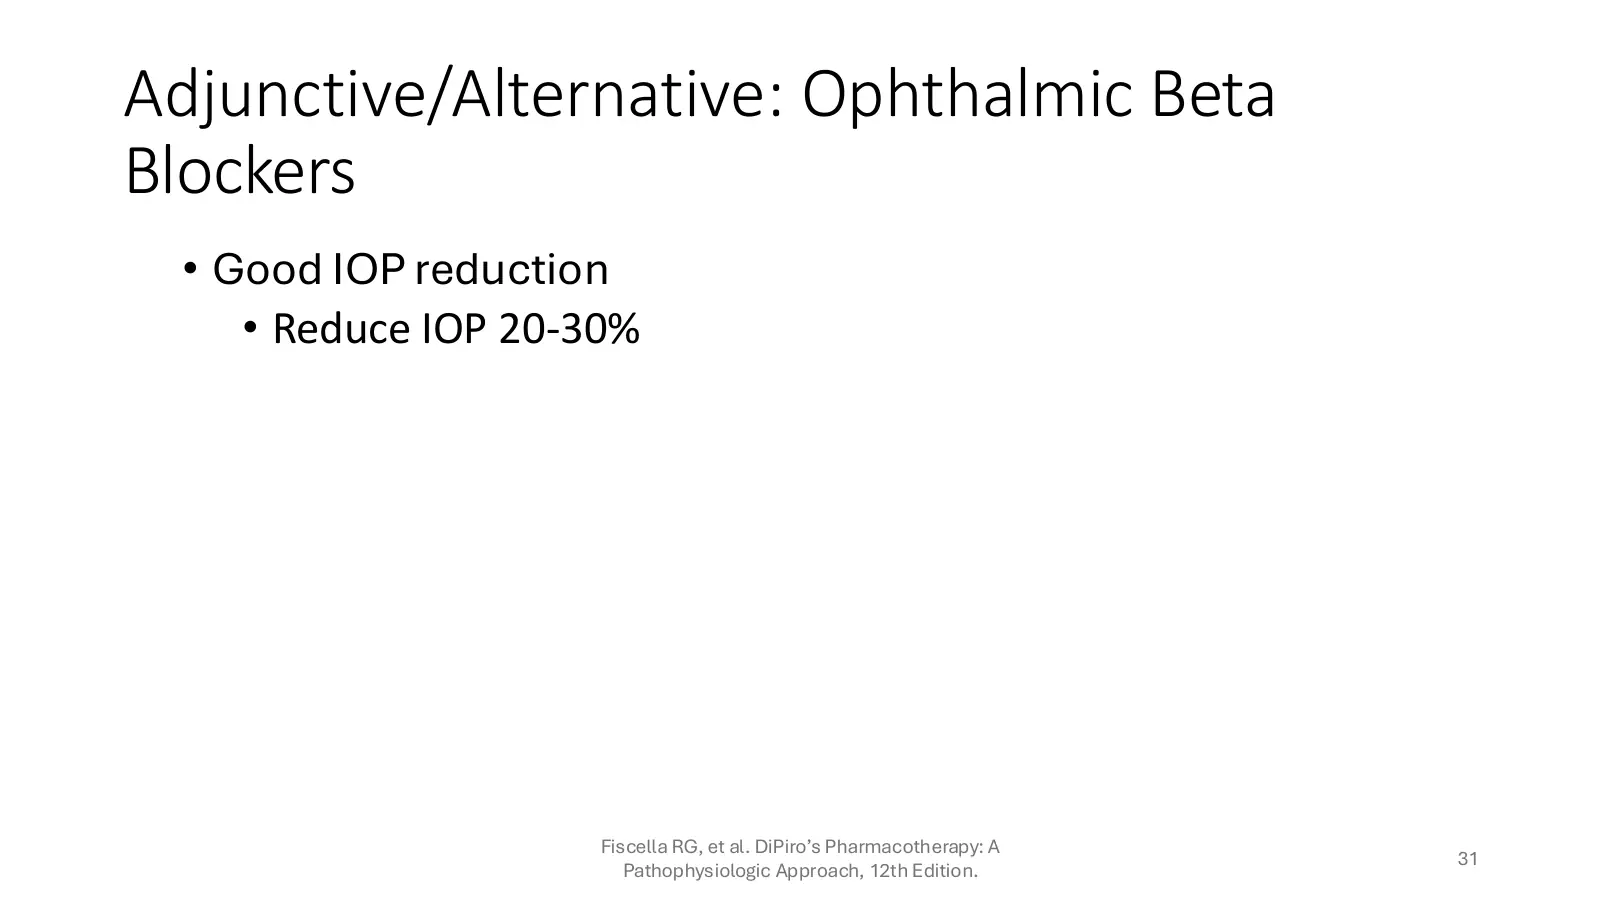 Adjunctive/Alternative: Ophthalmic Beta
Blockers
• Good IOP reduction
• Reduce IOP 20-30%
Fiscella RG, et al. DiPiro’s Pharmacotherapy: A
Pathophysiologic Approach, 12th Edition.
31